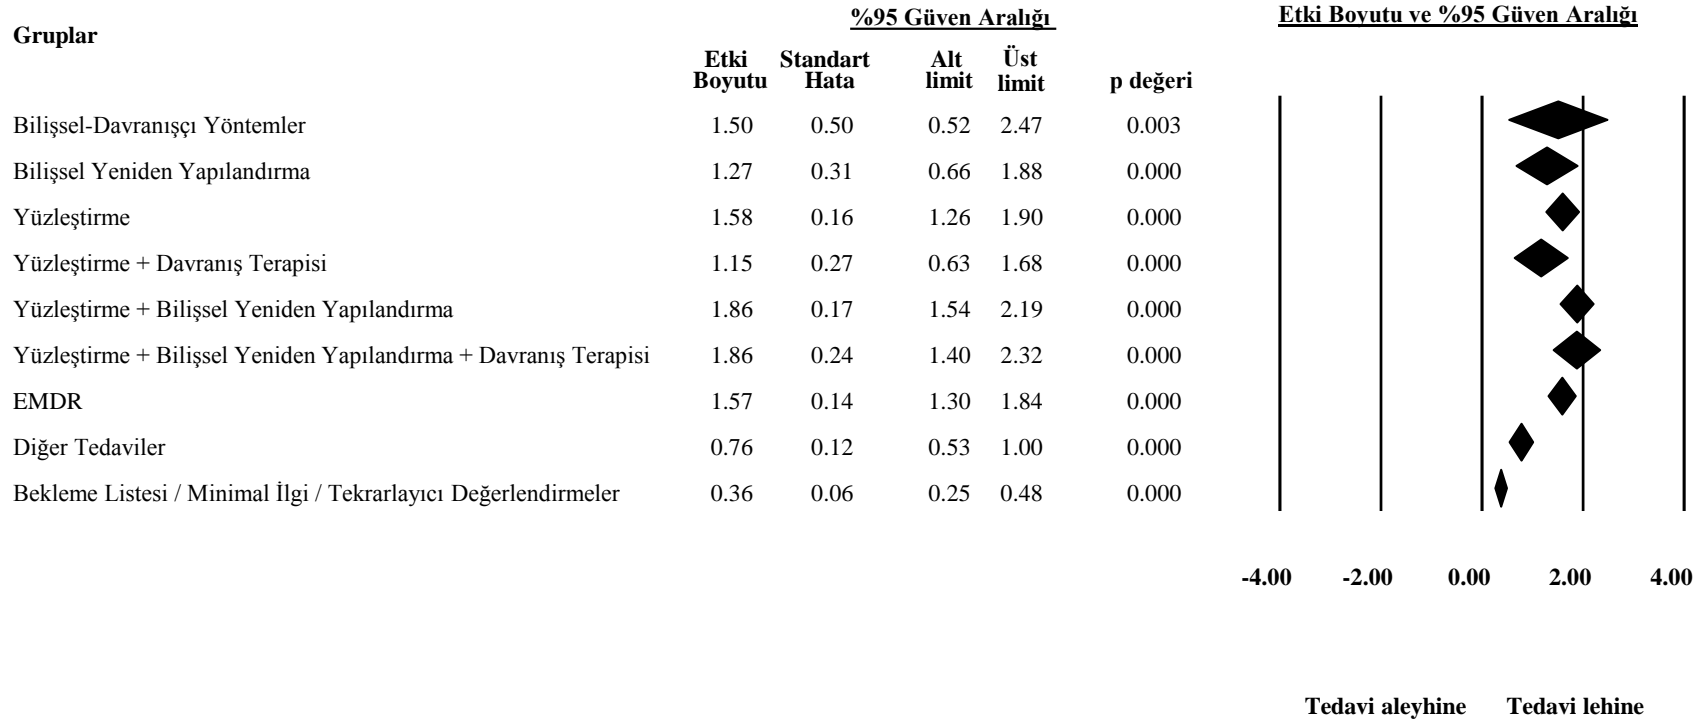 %95 Güven Aralığı
Etki Boyutu ve %95 Güven Aralığı
Gruplar
Etki Boyutu
Standart Hata
Alt limit
Üst limit
p değeri
Bilişsel-Davranışçı Yöntemler 1.50 0.50 0.52 2.47 0.003
Bilişsel Yeniden Yapılandırma 1.27 0.31 0.66 1.88 0.000
Yüzleştirme 1.58 0.16 1.26 1.90 0.000
Yüzleştirme + Davranış Terapisi 1.15 0.27 0.63 1.68 0.000
Yüzleştirme + Bilişsel Yeniden Yapılandırma 1.86 0.17 1.54 2.19 0.000
Yüzleştirme + Bilişsel Yeniden Yapılandırma + Davranış Terapisi 1.86 0.24 1.40 2.32 0.000
EMDR 1.57 0.14 1.30 1.84 0.000
Diğer Tedaviler 0.76 0.12 0.53 1.00 0.000
Bekleme Listesi / Minimal İlgi / Tekrarlayıcı Değerlendirmeler 0.36 0.06 0.25 0.48 0.000
-4.00 -2.00 0.00 2.00 4.00
Tedavi aleyhine Tedavi lehine